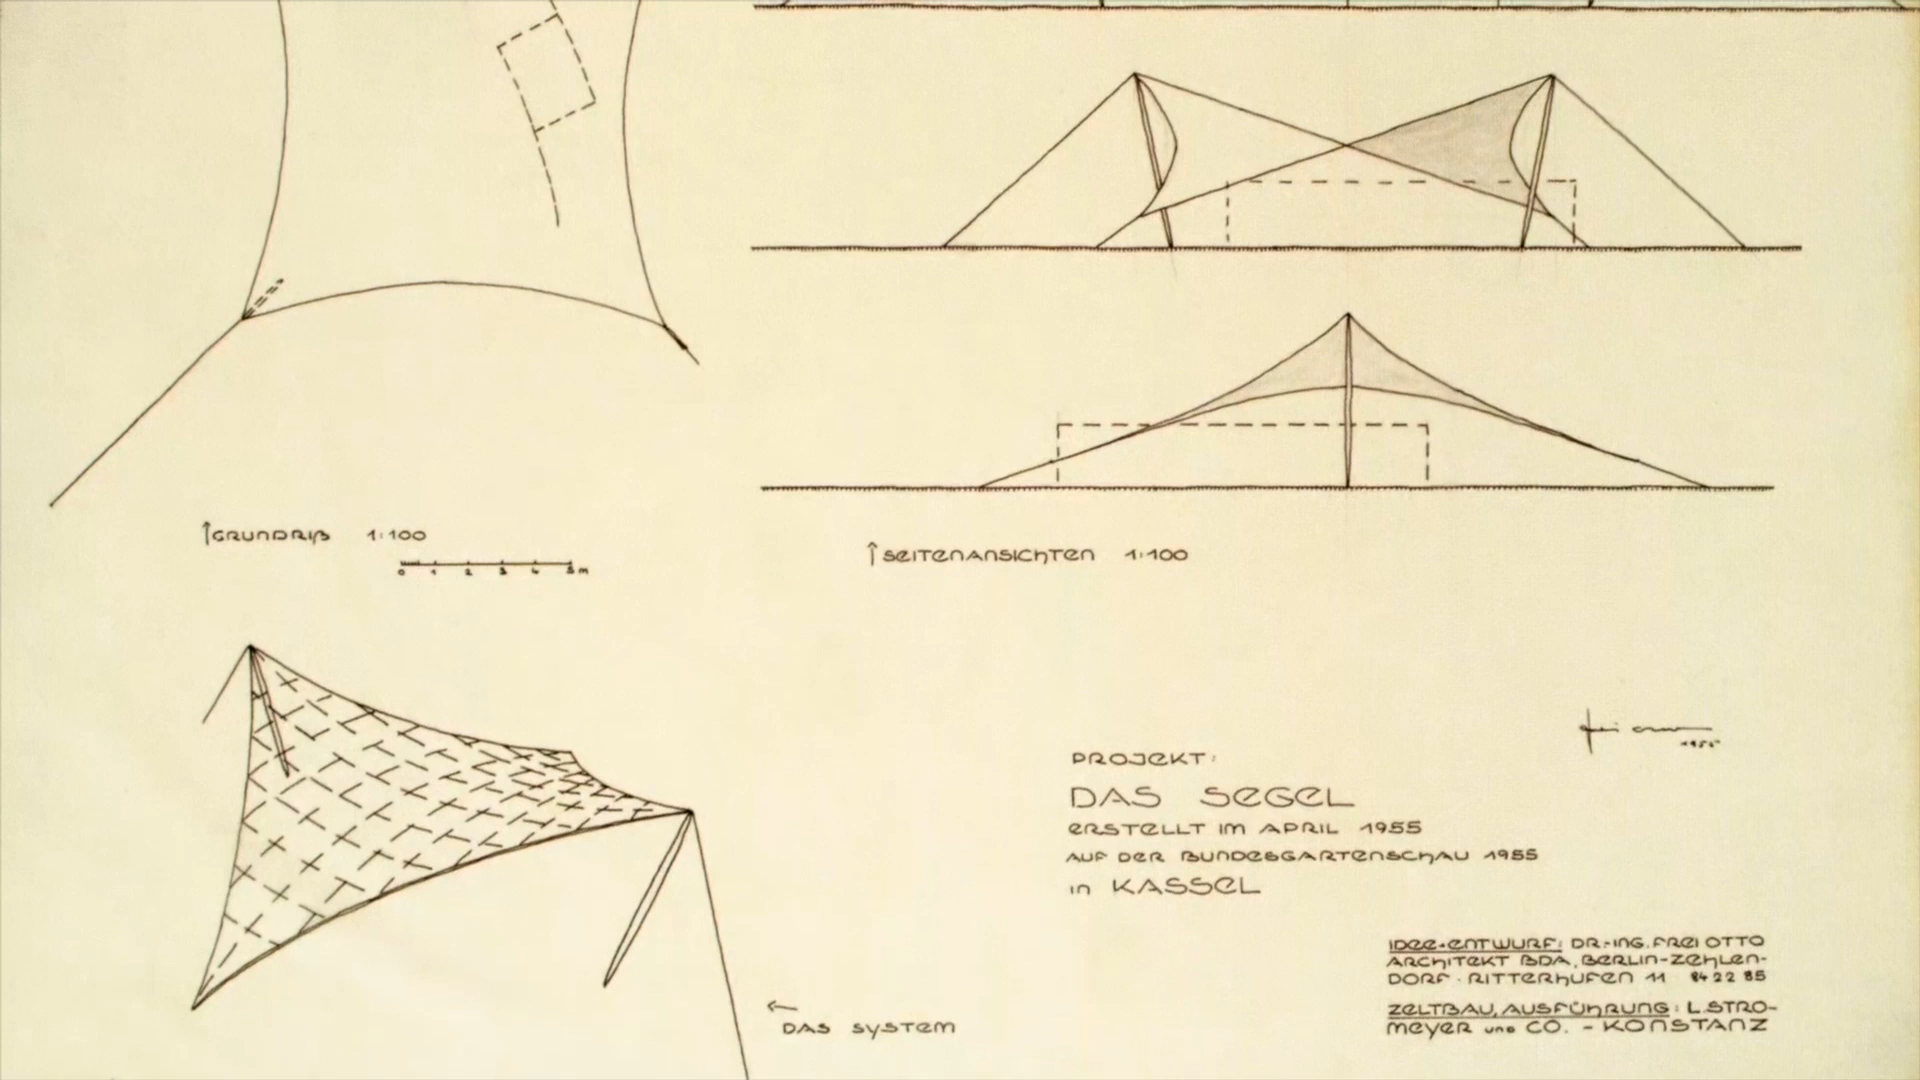 ↑GRUNDRIß 1:100
0 1 2 3 4 5 m
↑SEITENANSICHTEN 1:100
PROJEKT:
DAS SEGEL
ERSTELLT IM APRIL 1955
AUF DER BUNDESGARTENSCHAU 1955
IN KASSEL
1955
IDEE+ENTWURF: DR.-ING. FREI OTTO
ARCHITEKT BDA, BERLIN-ZEHLEN-
DORF · RITTERHUFEN 11 84 22 85
ZELTBAU, AUSFÜHRUNG: L. STRO-
MEYER UND CO. - KONSTANZ
← DAS SYSTEM